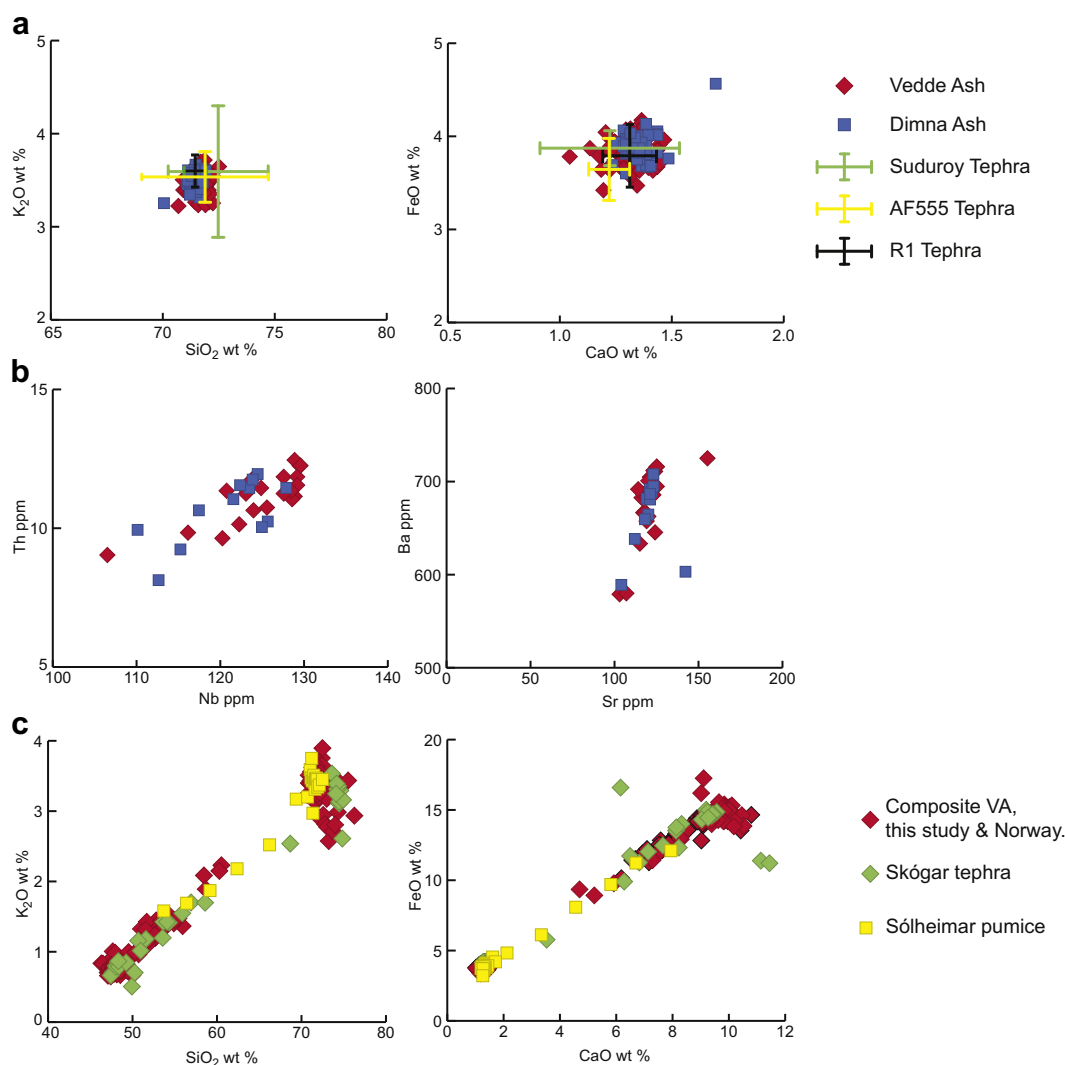 a
5
4
3
2
K2O wt %
65
70
75
80
SiO2 wt %
5
4
3
2
FeO wt %
0.5
1.0
1.5
2.0
CaO wt %
Vedde Ash
Dimna Ash
Suduroy Tephra
AF555 Tephra
R1 Tephra
b
15
10
5
Th ppm
100
110
120
130
140
Nb ppm
800
700
600
500
Ba ppm
0
50
100
150
200
Sr ppm
c
4
3
2
1
0
K2O wt %
40
50
60
70
80
SiO2 wt %
20
15
10
5
0
FeO wt %
0
2
4
6
8
10
12
CaO wt %
Composite VA,
this study & Norway.
Skógar tephra
Sólheimar pumice